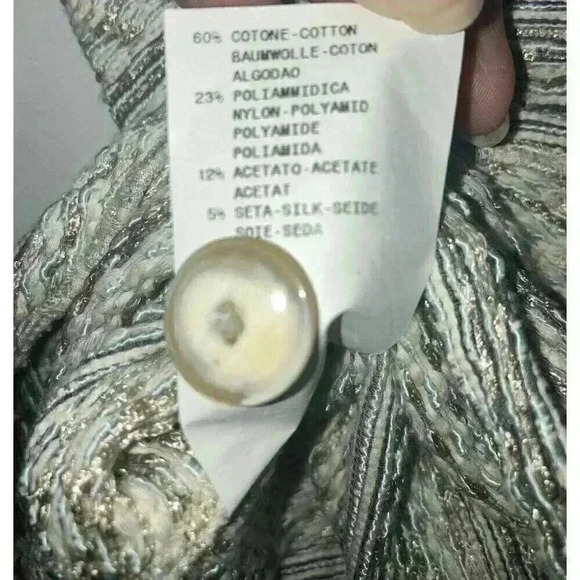 60% COTONE-COTTON
BAUMWOLLE-COTON
ALGODAO
23% POLIAMMIDICA
NYLON-POLYAMID
POLYAMIDE
POLIAMIDA
12% ACETATO-ACETATE
ACETAT
5% SETA-SILK-SEIDE
SOIE-SEDA